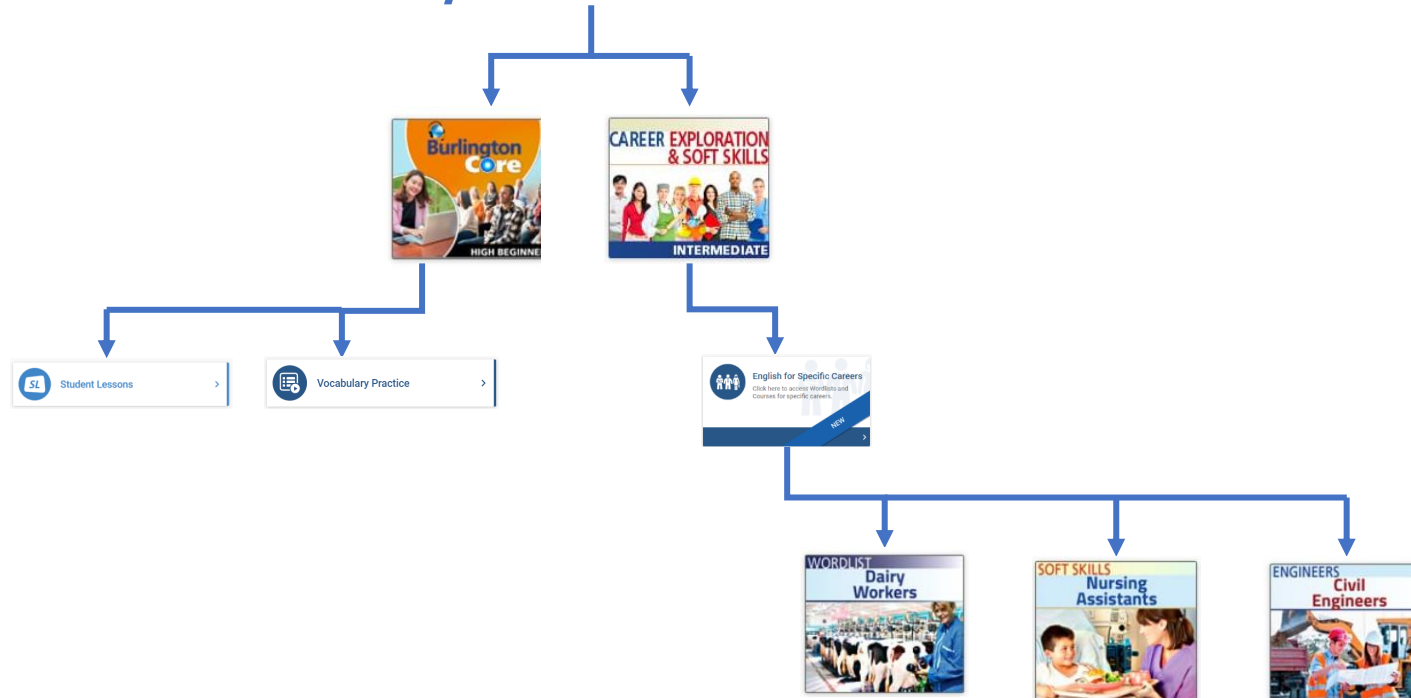 Burlington
Core
HIGH BEGINNE
CAREER EXPLORATION
& SOFT SKILLS
INTERMEDIATE
SL
Student Lessons
Vocabulary Practice
English for Specific Careers
Click here to access Wordlists and
Courses for specific careers.
NEW
WORDLIST
Dairy
Workers
SOFT SKILLS
Nursing
Assistants
ENGINEERS
Civil
Engineers